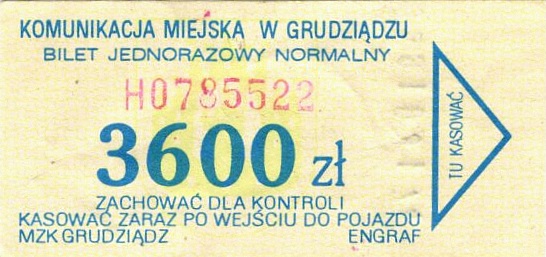 KOMUNIKACJA MIEJSKA W GRUDZIĄDZU
BILET JEDNORAZOWY NORMALNY
H0785522
3600 zł
TU KASOWAĆ
ZACHOWAĆ DLA KONTROLI
KASOWAĆ ZARAZ PO WEJŚCIU DO POJAZDU
MZK GRUDZIĄDZ ENGRAF